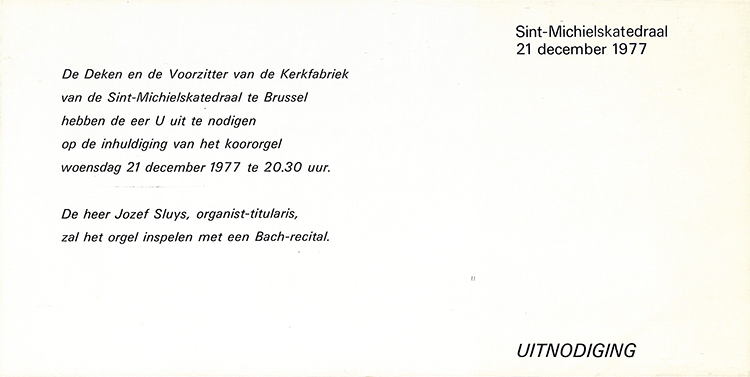 Sint-Michielskatedraal
21 december 1977
De Deken en de Voorzitter van de Kerkfabriek
van de Sint-Michielskatedraal te Brussel
hebben de eer U uit te nodigen
op de inhuldiging van het koororgel
woensdag 21 december 1977 te 20.30 uur.
De heer Jozef Sluys, organist-titularis,
zal het orgel inspelen met een Bach-recital.
UITNODIGING